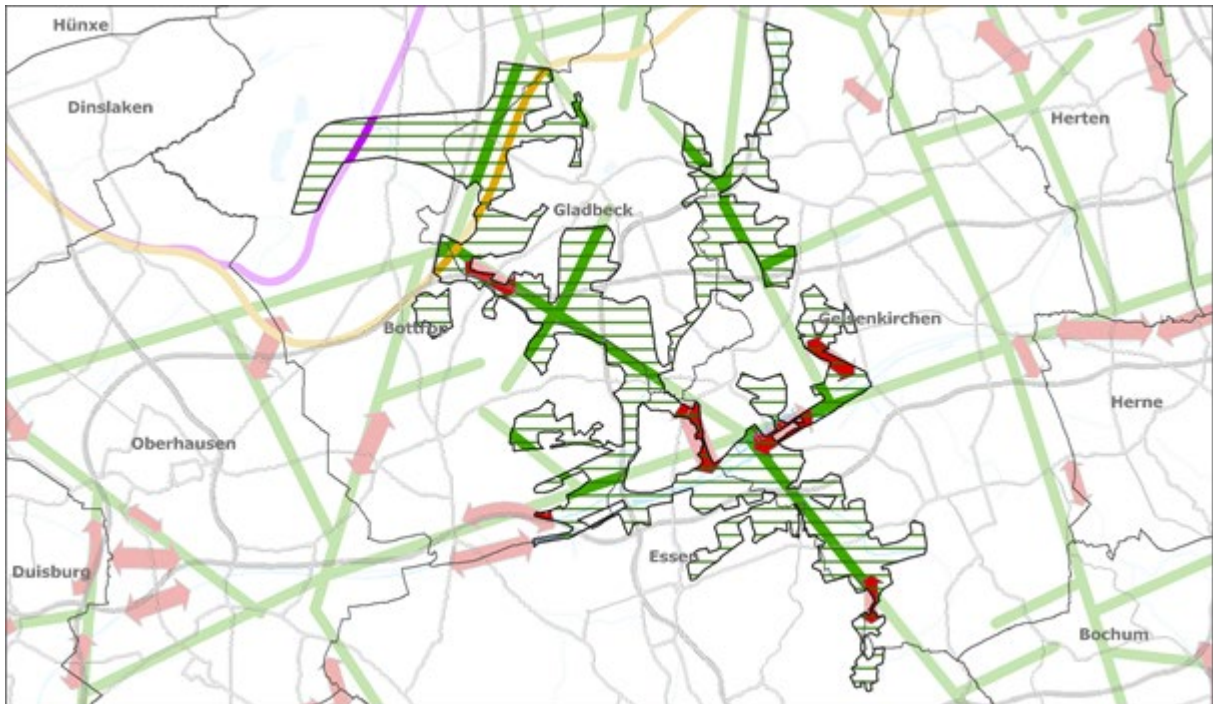 Hünxe
Dinslaken
Herten
Gladbeck
Gelsenkirchen
Bottrop
Herne
Oberhausen
Essen
Duisburg
Bochum